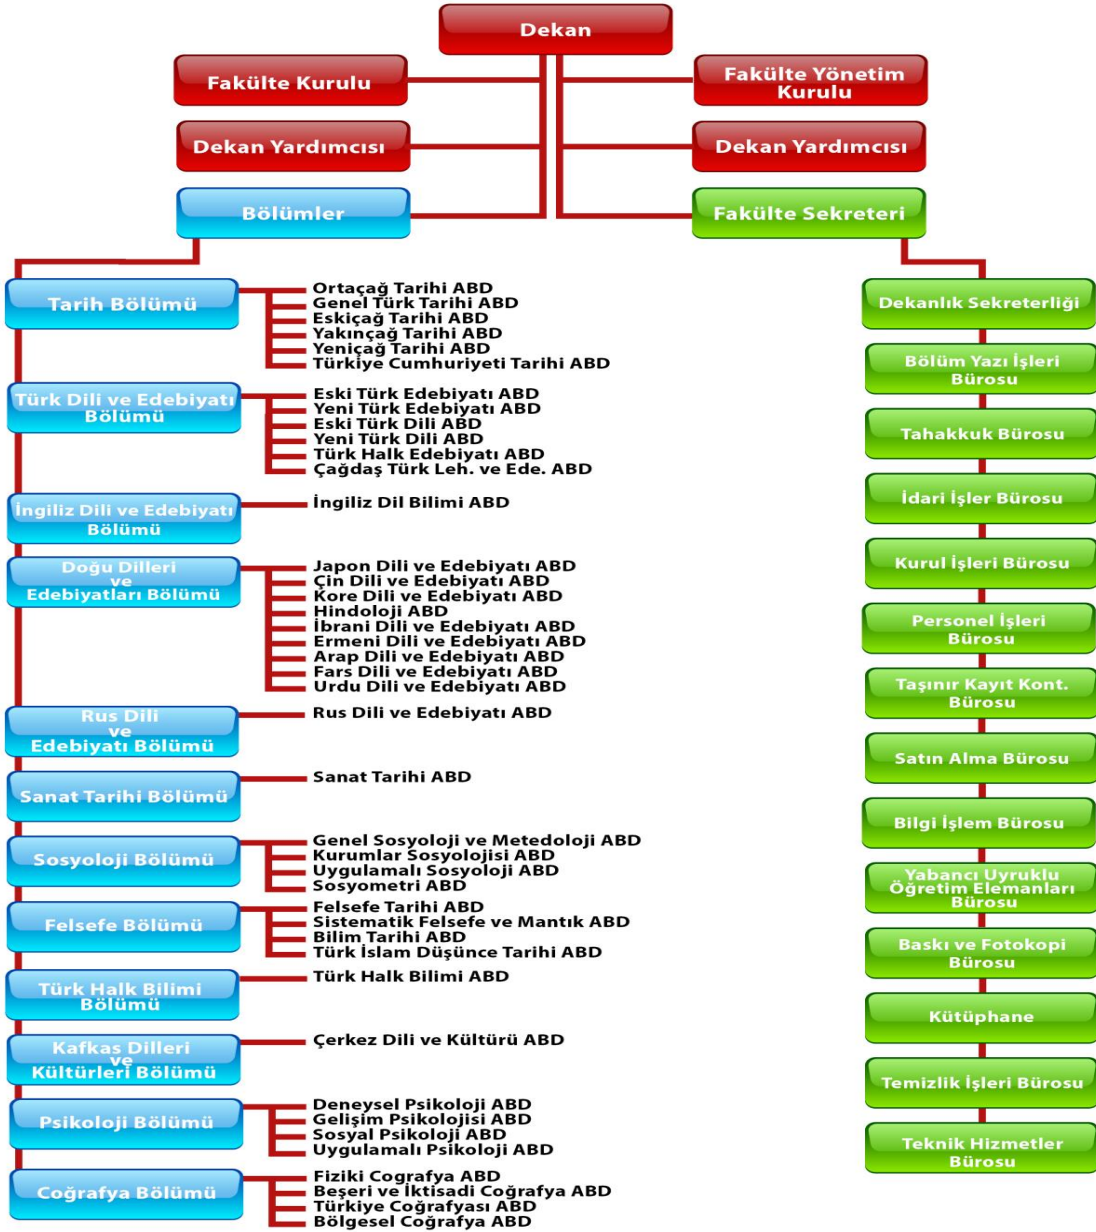 Dekan
Fakülte Kurulu
Fakülte Yönetim
Kurulu
Dekan Yardımcısı
Dekan Yardımcısı
Bölümler
Fakülte Sekreteri
Tarih Bölümü
Ortaçağ Tarihi ABD
Genel Türk Tarihi ABD
Eskiçağ Tarihi ABD
Yakınçağ Tarihi ABD
Yeniçağ Tarihi ABD
Türkiye Cumhuriyeti Tarihi ABD
Türk Dili ve Edebiyatı
Bölümü
Eski Türk Edebiyatı ABD
Yeni Türk Edebiyatı ABD
Eski Türk Dili ABD
Yeni Türk Dili ABD
Türk Halk Edebiyatı ABD
Çağdaş Türk Leh. ve Ede. ABD
İngiliz Dili ve Edebiyatı
Bölümü
İngiliz Dil Bilimi ABD
Doğu Dilleri
ve
Edebiyatları Bölümü
Japon Dili ve Edebiyatı ABD
Çin Dili ve Edebiyatı ABD
Kore Dili ve Edebiyatı ABD
Hindoloji ABD
İbrani Dili ve Edebiyatı ABD
Ermeni Dili ve Edebiyatı ABD
Arap Dili ve Edebiyatı ABD
Fars Dili ve Edebiyatı ABD
Urdu Dili ve Edebiyatı ABD
Rus Dili
ve
Edebiyatı Bölümü
Rus Dili ve Edebiyatı ABD
Sanat Tarihi Bölümü
Sanat Tarihi ABD
Sosyoloji Bölümü
Genel Sosyoloji ve Metedoloji ABD
Kurumlar Sosyolojisi ABD
Uygulamalı Sosyoloji ABD
Sosyometri ABD
Felsefe Bölümü
Felsefe Tarihi ABD
Sistematik Felsefe ve Mantık ABD
Bilim Tarihi ABD
Türk İslam Düşünce Tarihi ABD
Türk Halk Bilimi
Bölümü
Türk Halk Bilimi ABD
Kafkas Dilleri
ve
Kültürleri Bölümü
Çerkez Dili ve Kültürü ABD
Psikoloji Bölümü
Deneysel Psikoloji ABD
Gelişim Psikolojisi ABD
Sosyal Psikoloji ABD
Uygulamalı Psikoloji ABD
Coğrafya Bölümü
Fiziki Cografya ABD
Beşeri ve İktisadi Coğrafya ABD
Türkiye Coğrafyası ABD
Bölgesel Coğrafya ABD
Dekanlık Sekreterliği
Bölüm Yazı İşleri
Bürosu
Tahakkuk Bürosu
İdari İşler Bürosu
Kurul İşleri Bürosu
Personel İşleri
Bürosu
Taşınır Kayıt Kont.
Bürosu
Satın Alma Bürosu
Bilgi İşlem Bürosu
Yabancı Uyruklu
Öğretim Elemanları
Bürosu
Baskı ve Fotokopi
Bürosu
Kütüphane
Temizlik İşleri Bürosu
Teknik Hizmetler
Bürosu